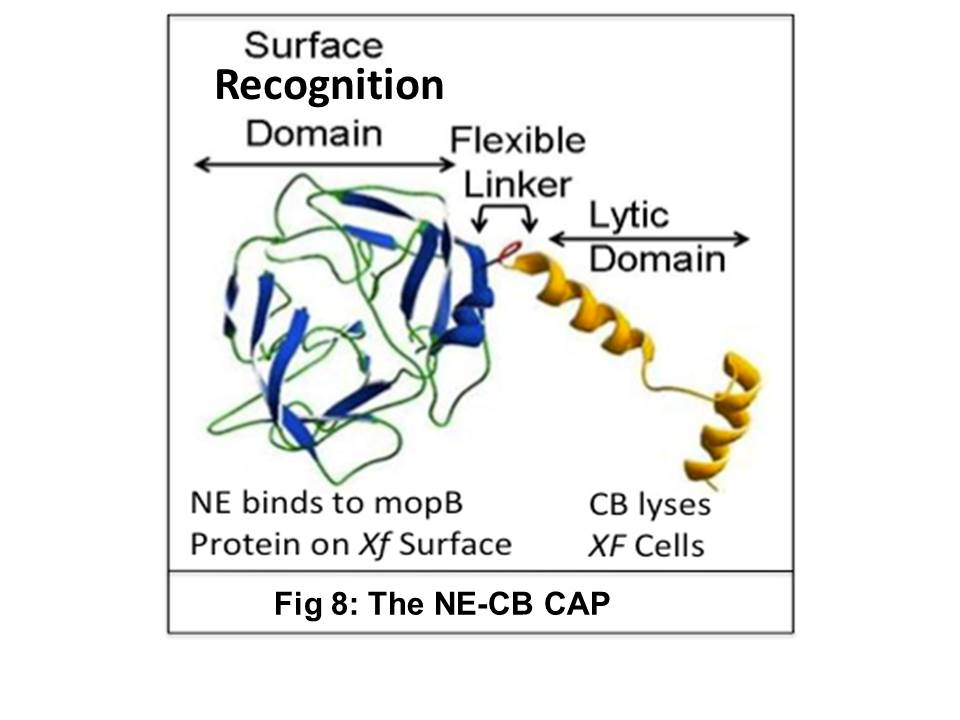 Surface
Recognition
Domain
Flexible
Linker
Lytic
Domain
NE binds to mopB
Protein on Xf Surface
CB lyses
XF Cells
Fig 8: The NE-CB CAP